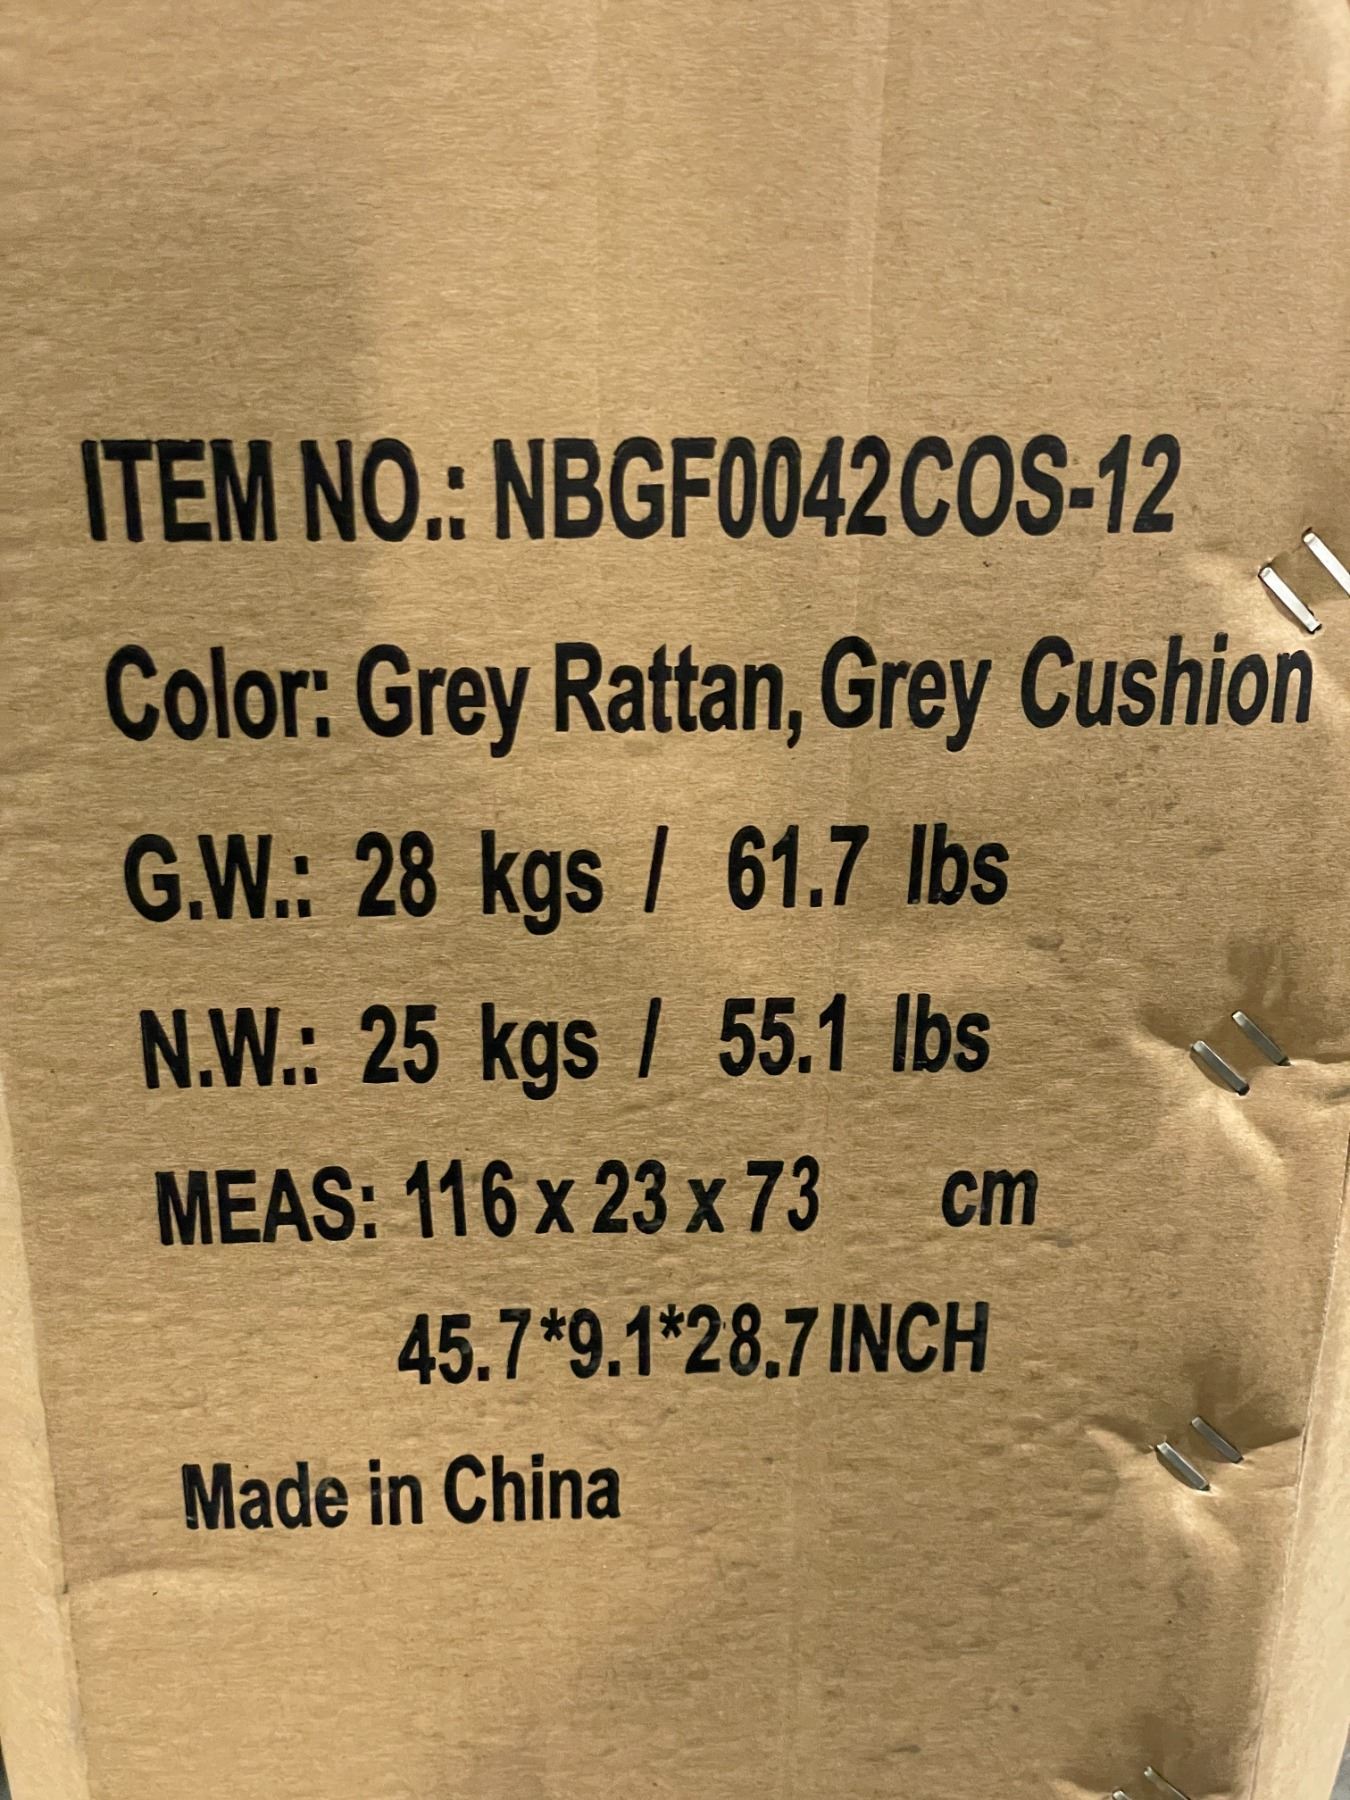 ITEM NO.: NBGF0042COS-12
Color: Grey Rattan, Grey Cushion
G.W.: 28 kgs / 61.7 lbs
N.W.: 25 kgs / 55.1 lbs
MEAS: 116 x 23 x 73 cm
45.7*9.1*28.7INCH
Made in China